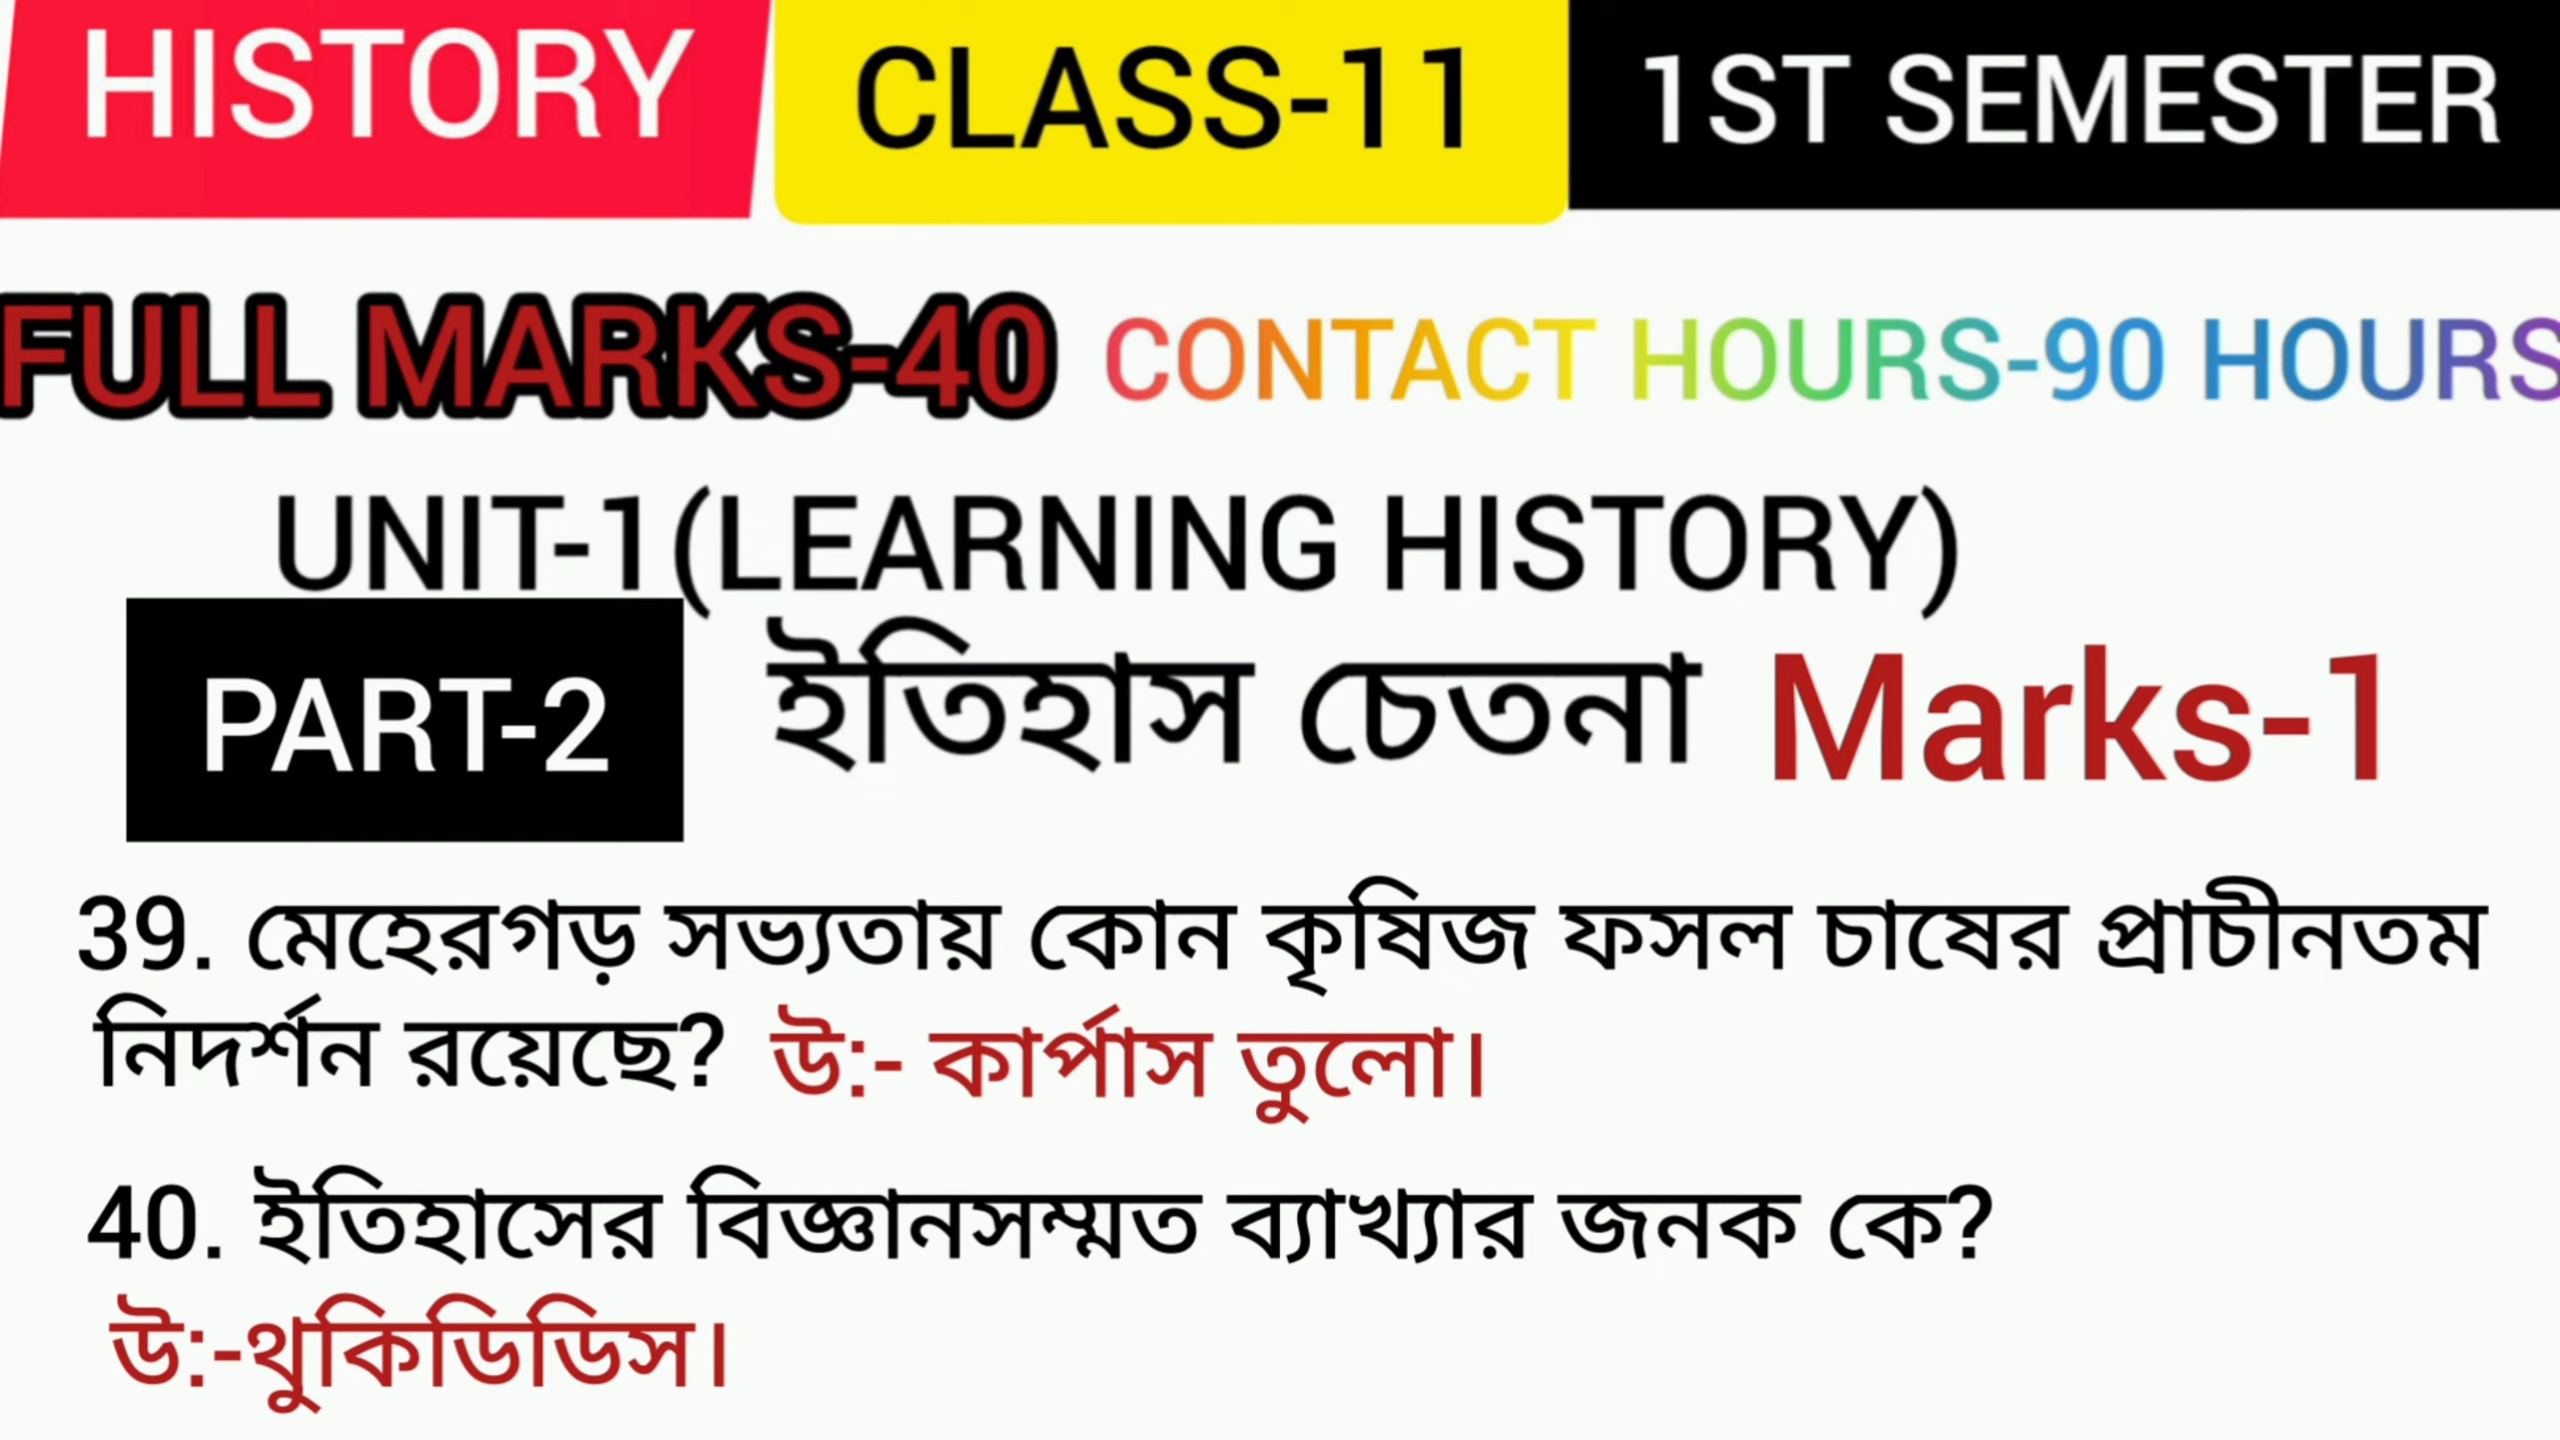 HISTORY CLASS-11 1ST SEMESTER
FULL MARKS-40 CONTACT HOURS-90 HOURS
UNIT-1(LEARNING HISTORY)
PART-2 ইতিহাস চেতনা Marks-1
39. মেহেরগড় সভ্যতায় কোন কৃষিজ ফসল চাষের প্রাচীনতম
নিদর্শন রয়েছে? উ:- কার্পাস তুলো।
40. ইতিহাসের বিজ্ঞানসম্মত ব্যাখ্যার জনক কে?
উ:-থুকিডিডিস।